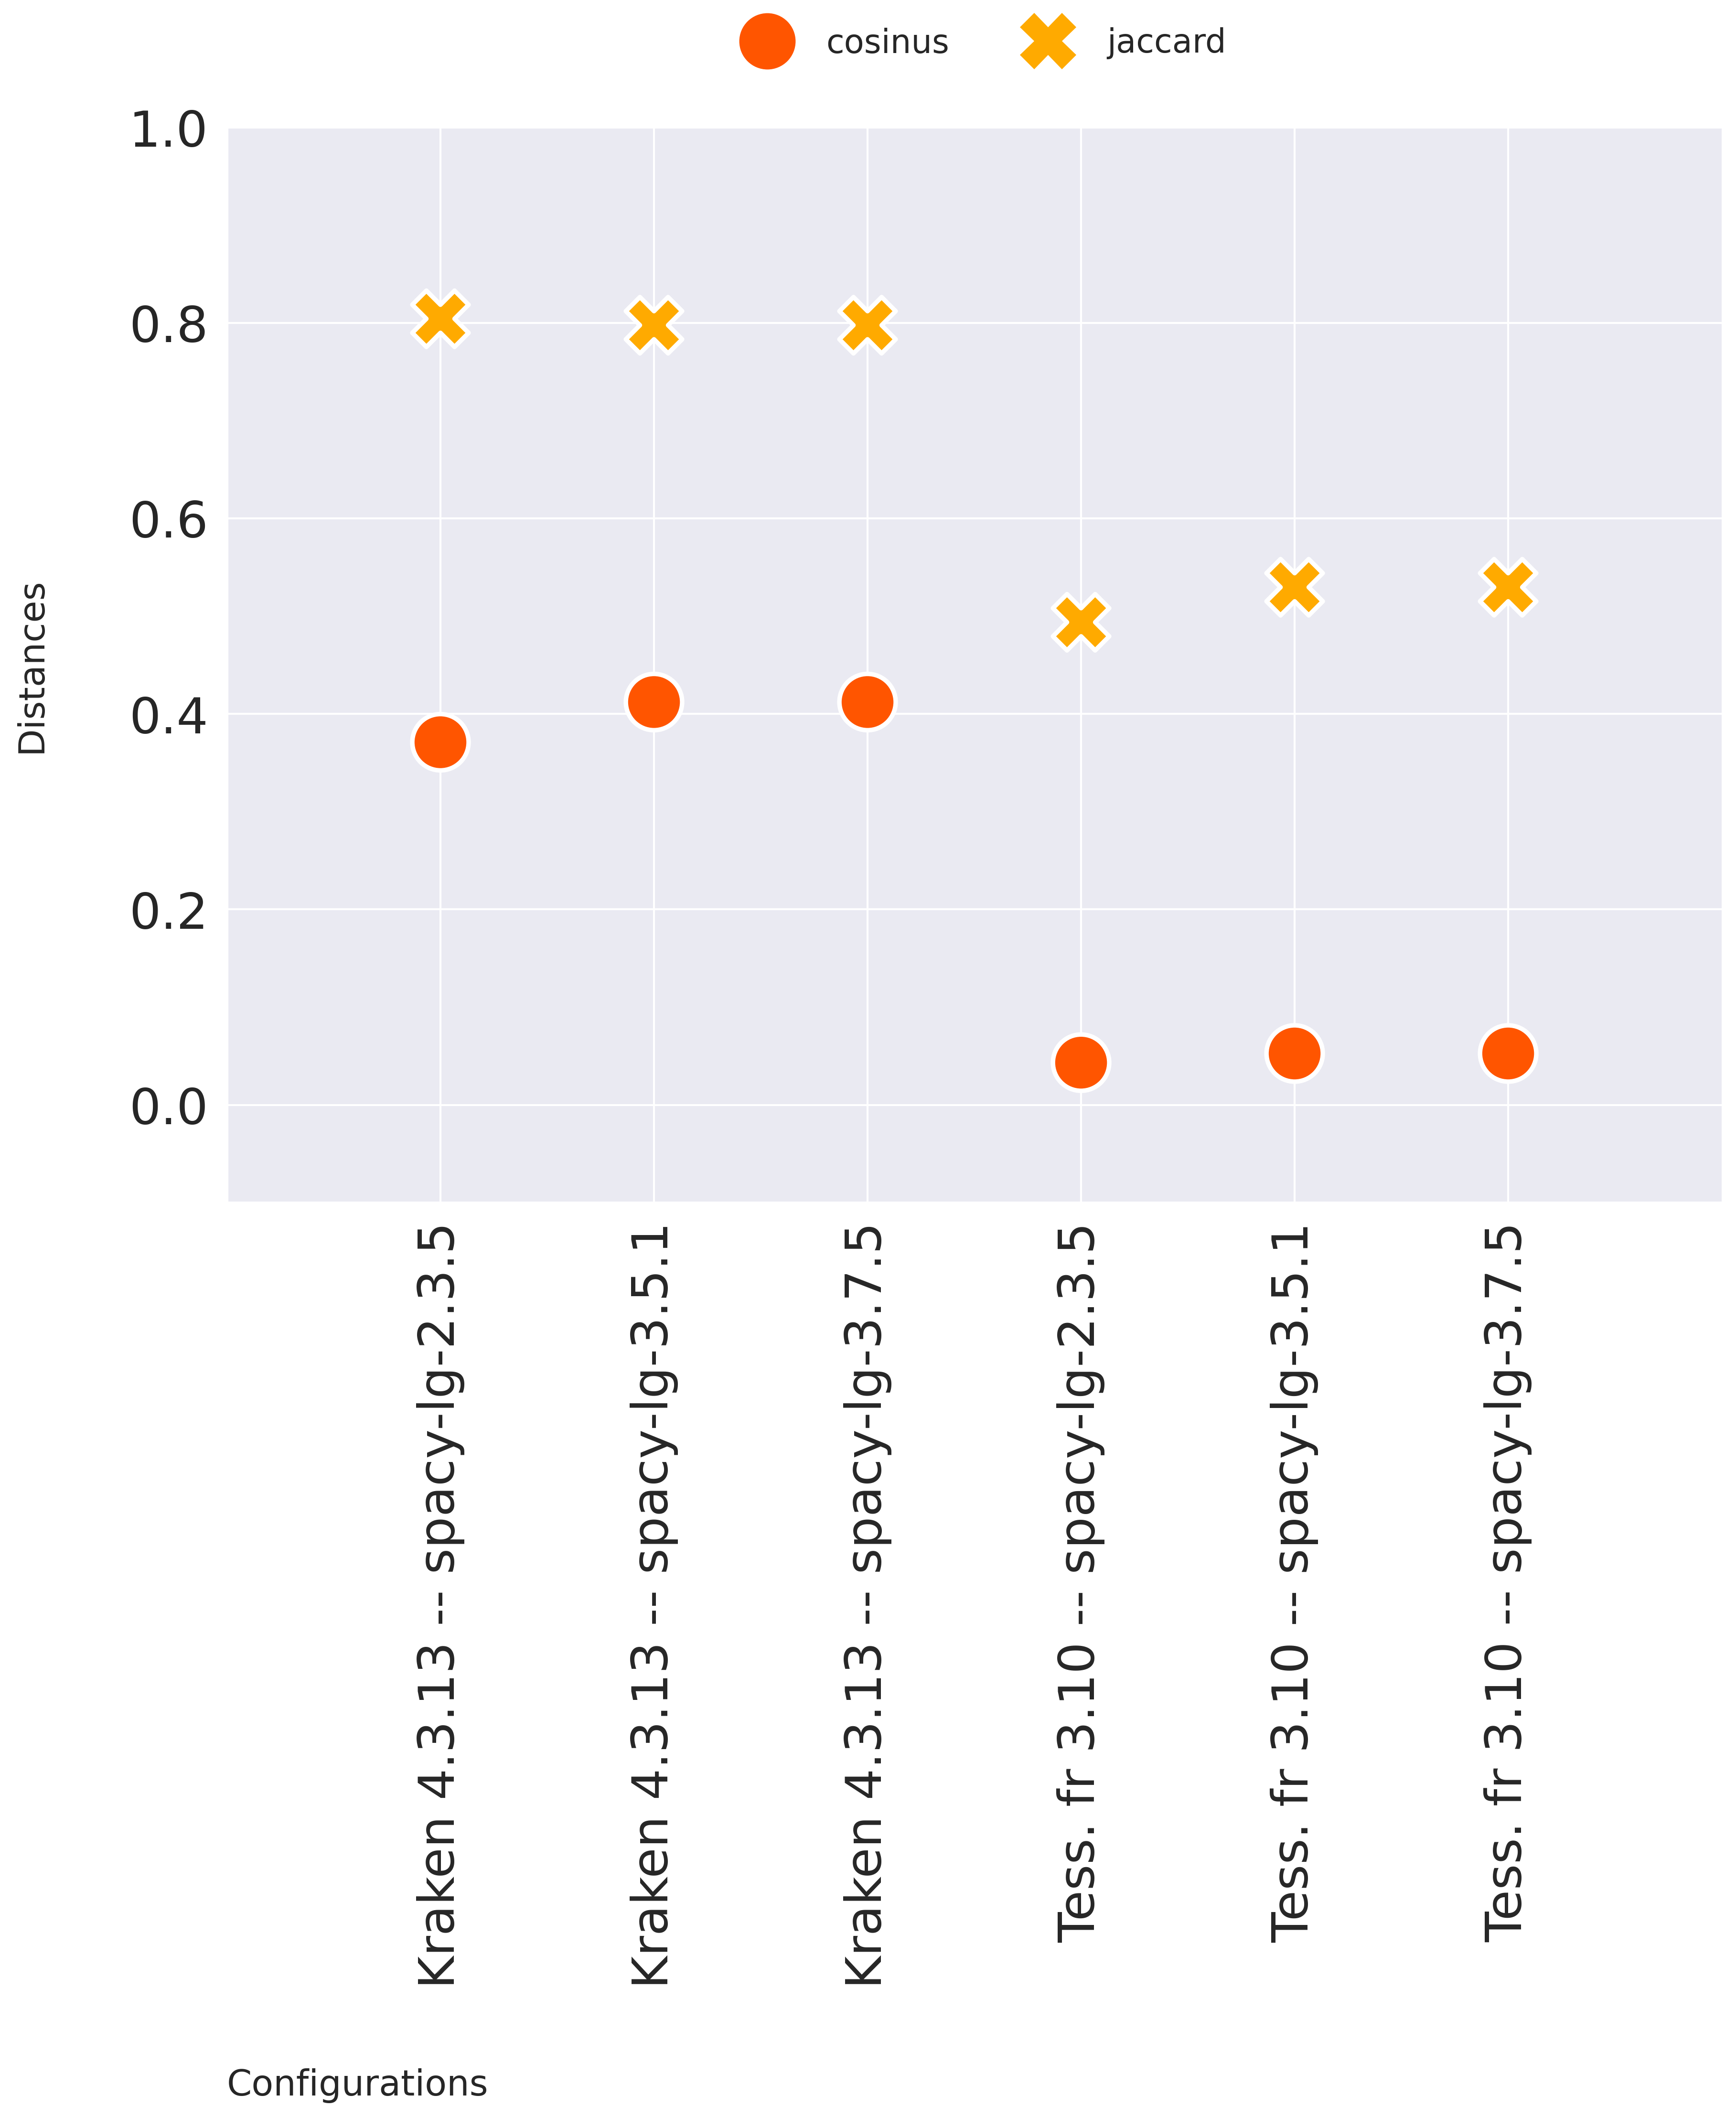 cosinus jaccard
1.0
0.8
0.6
0.4
0.2
0.0
Distances
Kraken 4.3.13 -- spacy-lg-2.3.5
Kraken 4.3.13 -- spacy-lg-3.5.1
Kraken 4.3.13 -- spacy-lg-3.7.5
Tess. fr 3.10 -- spacy-lg-2.3.5
Tess. fr 3.10 -- spacy-lg-3.5.1
Tess. fr 3.10 -- spacy-lg-3.7.5
Configurations